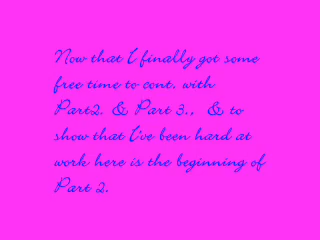 Now that I finally got some
free time to cont. with
Part2. & Part 3., & to
show that I've been hard at
work here is the beginning of
Part 2.